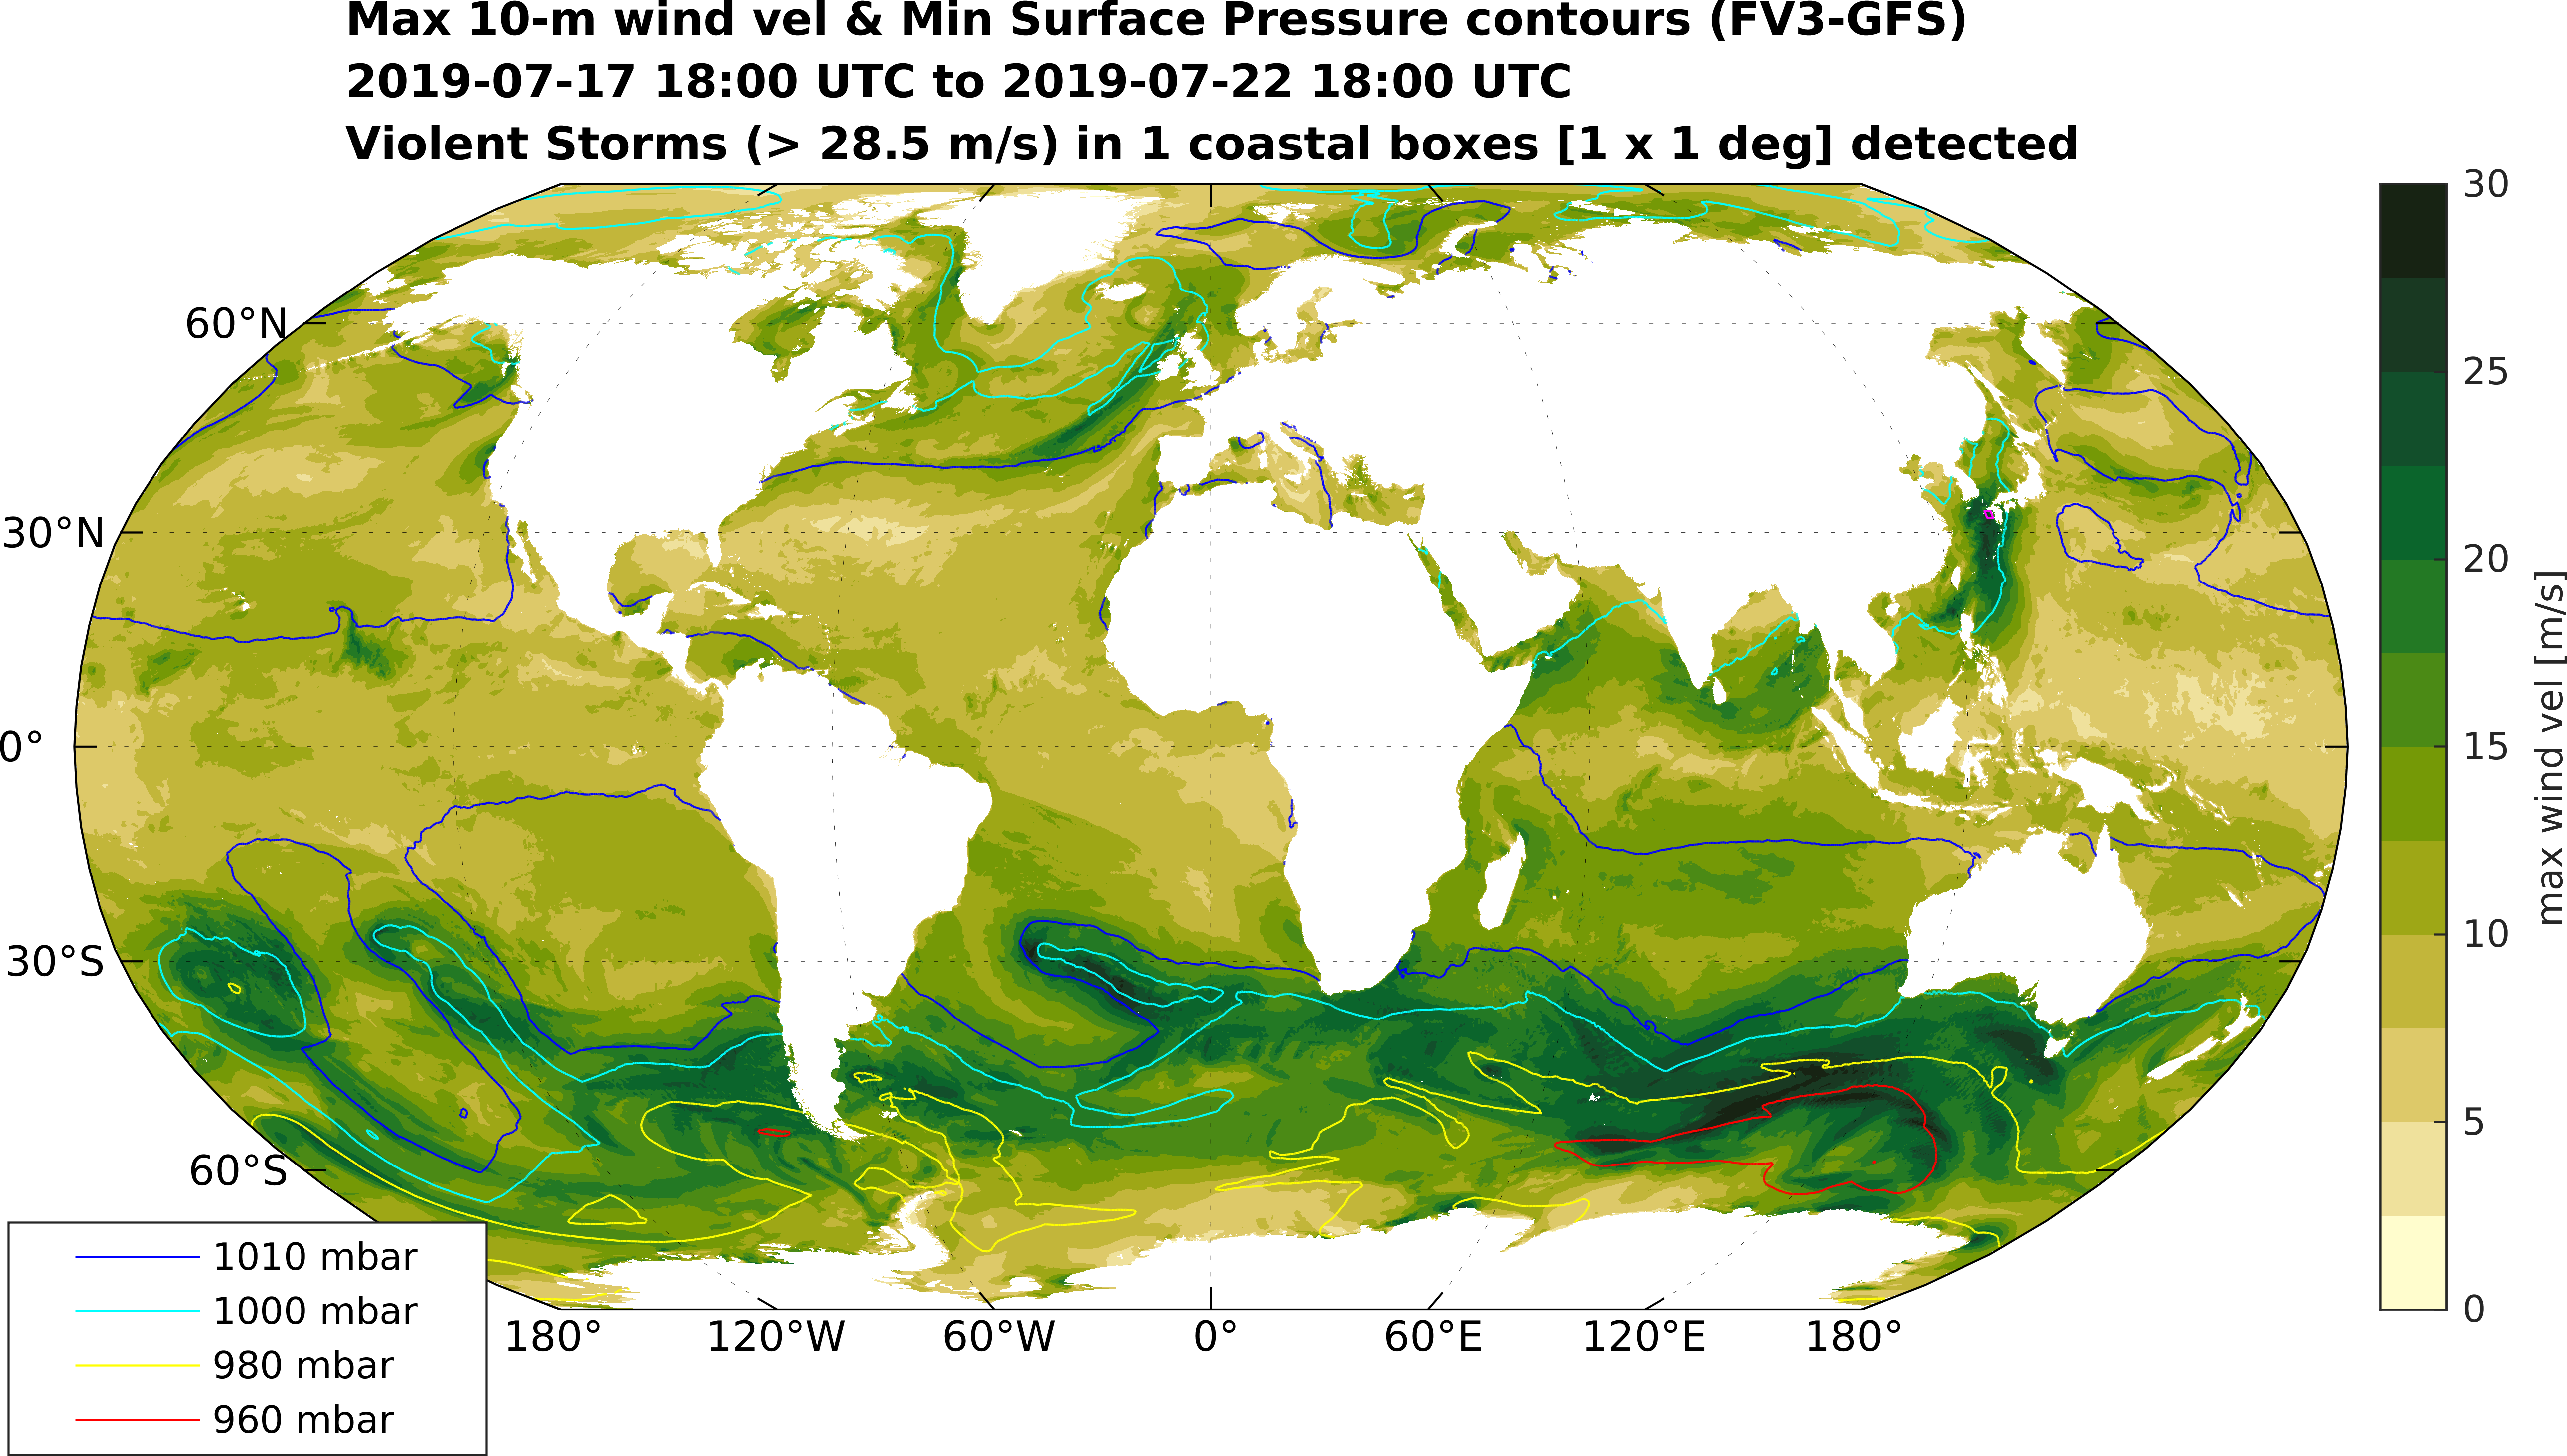 Max 10-m wind vel & Min Surface Pressure contours (FV3-GFS)
2019-07-17 18:00 UTC to 2019-07-22 18:00 UTC
Violent Storms (> 28.5 m/s) in 1 coastal boxes [1 x 1 deg] detected
60°N
30°N
0°
30°S
60°S
180°
120°W
60°W
0°
60°E
120°E
180°
1010 mbar
1000 mbar
980 mbar
960 mbar
30
25
20
15
10
5
0
max wind vel [m/s]